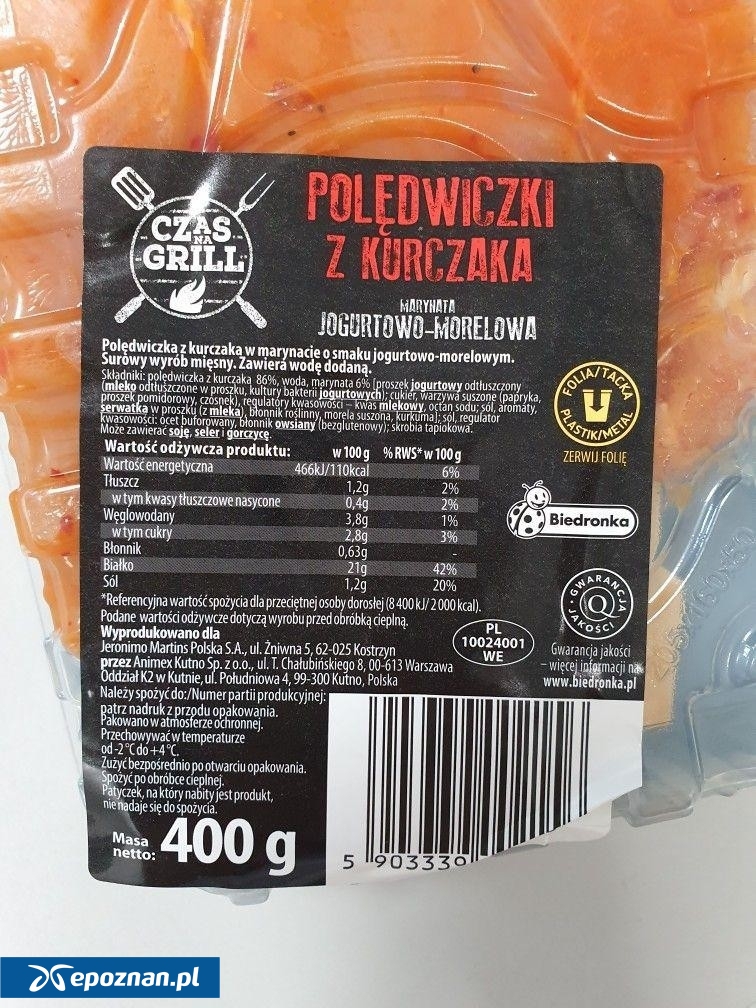 CZAS
NA
GRILL
POLĘDWICZKI
Z KURCZAKA
MARYNATA
JOGURTOWO-MORELOWA
Polędwiczka z kurczaka w marynacie o smaku jogurtowo-morelowym.
Surowy wyrób mięsny. Zawiera wodę dodaną.
Składniki: polędwiczka z kurczaka 86%, woda, marynata 6% [proszek jogurtowy odtłuszczony
(mleko odtłuszczone w proszku, kultury bakterii jogurtowych); cukier, warzywa suszone (papryka,
proszek pomidorowy, czosnek), regulatory kwasowości – kwas mlekowy, octan sodu; sól, aromaty,
serwatka w proszku (z mleka), błonnik roślinny, morela suszona, kurkuma]; sól, regulator
kwasowości: ocet buforowany, błonnik owsiany (bezglutenowy); skrobia tapiokowa.
Może zawierać soję, seler i gorczycę.
Wartość odżywcza produktu: w 100 g % RWS* w 100 g
Wartość energetyczna 466kJ/110kcal 6%
Tłuszcz 1,2g 2%
w tym kwasy tłuszczowe nasycone 0,4g 2%
Węglowodany 3,8g 1%
w tym cukry 2,8g 3%
Błonnik 0,63g -
Białko 21g 42%
Sól 1,2g 20%
*Referencyjna wartość spożycia dla przeciętnej osoby dorosłej (8 400 kJ/ 2 000 kcal).
Podane wartości odżywcze dotyczą wyrobu przed obróbką cieplną.
Wyprodukowano dla
Jeronimo Martins Polska S.A., ul. Żniwna 5, 62-025 Kostrzyn
przez Animex Kutno Sp. z o.o., ul. T. Chałubińskiego 8, 00-613 Warszawa
Oddział K2 w Kutnie, ul. Południowa 4, 99-300 Kutno, Polska
Należy spożyć do:/Numer partii produkcyjnej:
patrz nadruk z przodu opakowania.
Pakowano w atmosferze ochronnej.
Przechowywać w temperaturze
od -2 °C do +4 °C.
Zużyć bezpośrednio po otwarciu opakowania.
Spożyć po obróbce cieplnej.
Patyczek, na który nabity jest produkt,
nie nadaje się do spożycia.
Masa
netto: 400 g
FOLIA/TACKA
PLASTIK/METAL
ZERWIJ FOLIĘ
Biedronka
PL
10024001
WE
GWARANCJA
Q
JAKOŚCI
Gwarancja jakości
– więcej informacji na
www.biedronka.pl
5 903339
epoznan.pl